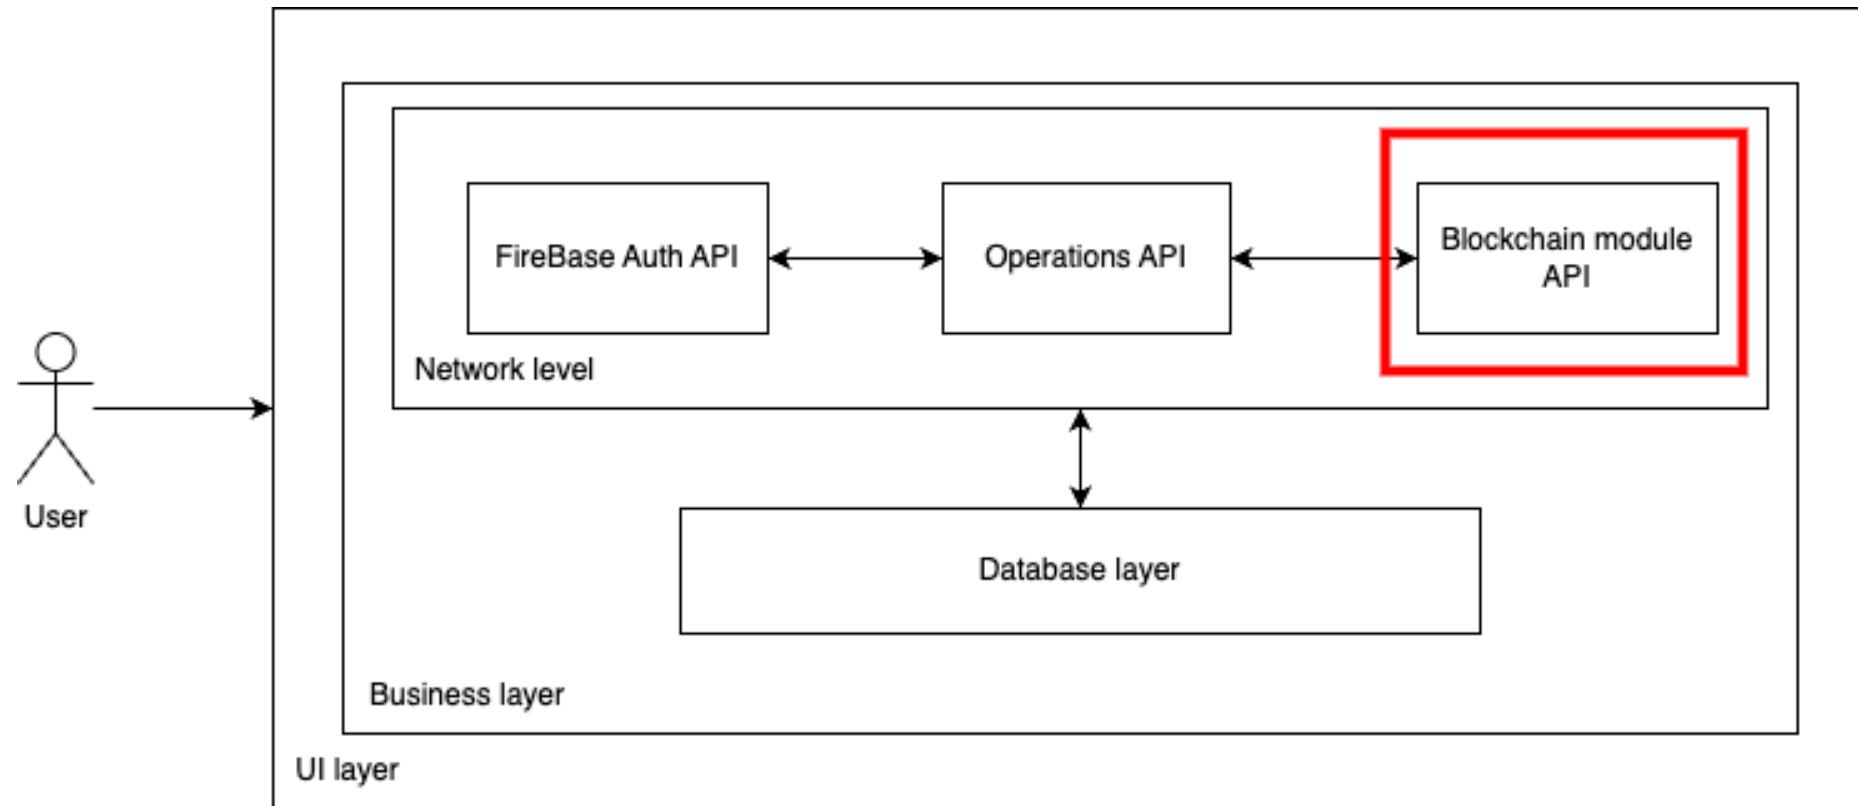 FireBase Auth API
Operations API
Blockchain module
API
Network level
User
Database layer
Business layer
UI layer